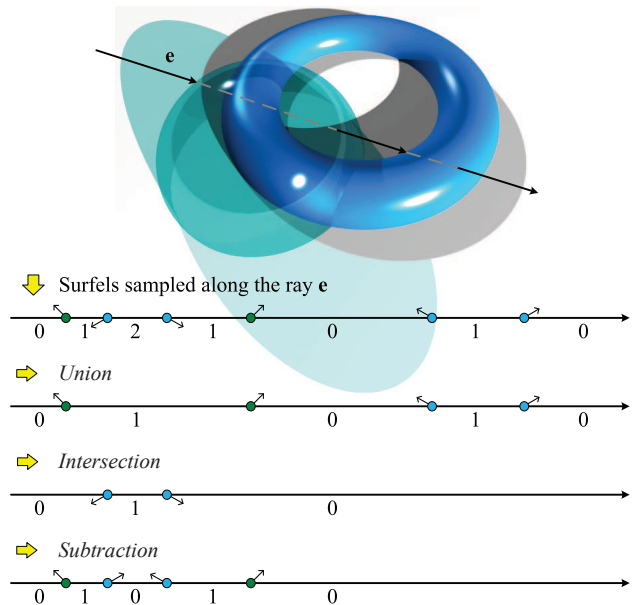 e
Surfels sampled along the ray e
0 1 2 1 0 1 0
Union
0 1 0 1 0
Intersection
0 1 0
Subtraction
0 1 0 1 0